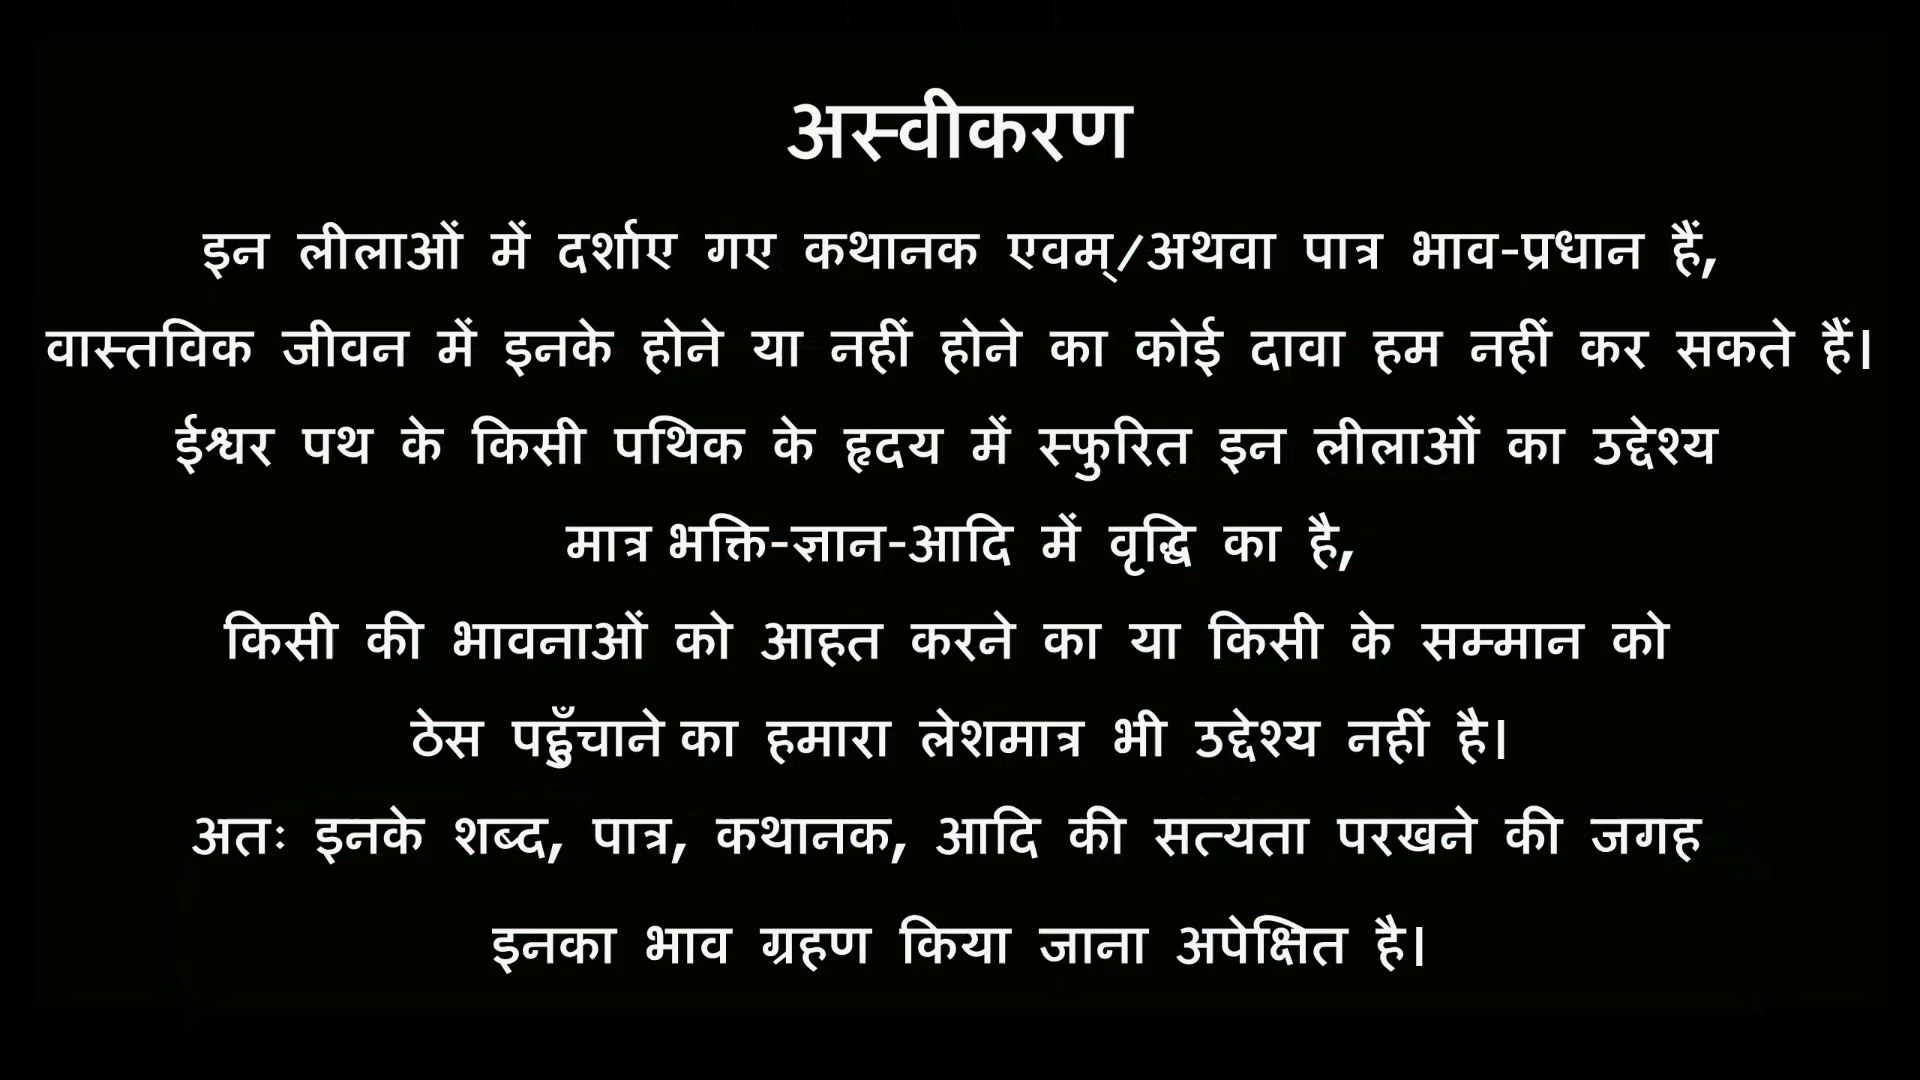 अस्वीकरण
इन लीलाओं में दर्शाए गए कथानक एवम्/अथवा पात्र भाव-प्रधान हैं,
वास्तविक जीवन में इनके होने या नहीं होने का कोई दावा हम नहीं कर सकते हैं।
ईश्वर पथ के किसी पथिक के हृदय में स्फुरित इन लीलाओं का उद्देश्य
मात्र भक्ति-ज्ञान-आदि में वृद्धि का है,
किसी की भावनाओं को आहत करने का या किसी के सम्मान को
ठेस पहुँचाने का हमारा लेशमात्र भी उद्देश्य नहीं है।
अतः इनके शब्द, पात्र, कथानक, आदि की सत्यता परखने की जगह
इनका भाव ग्रहण किया जाना अपेक्षित है।